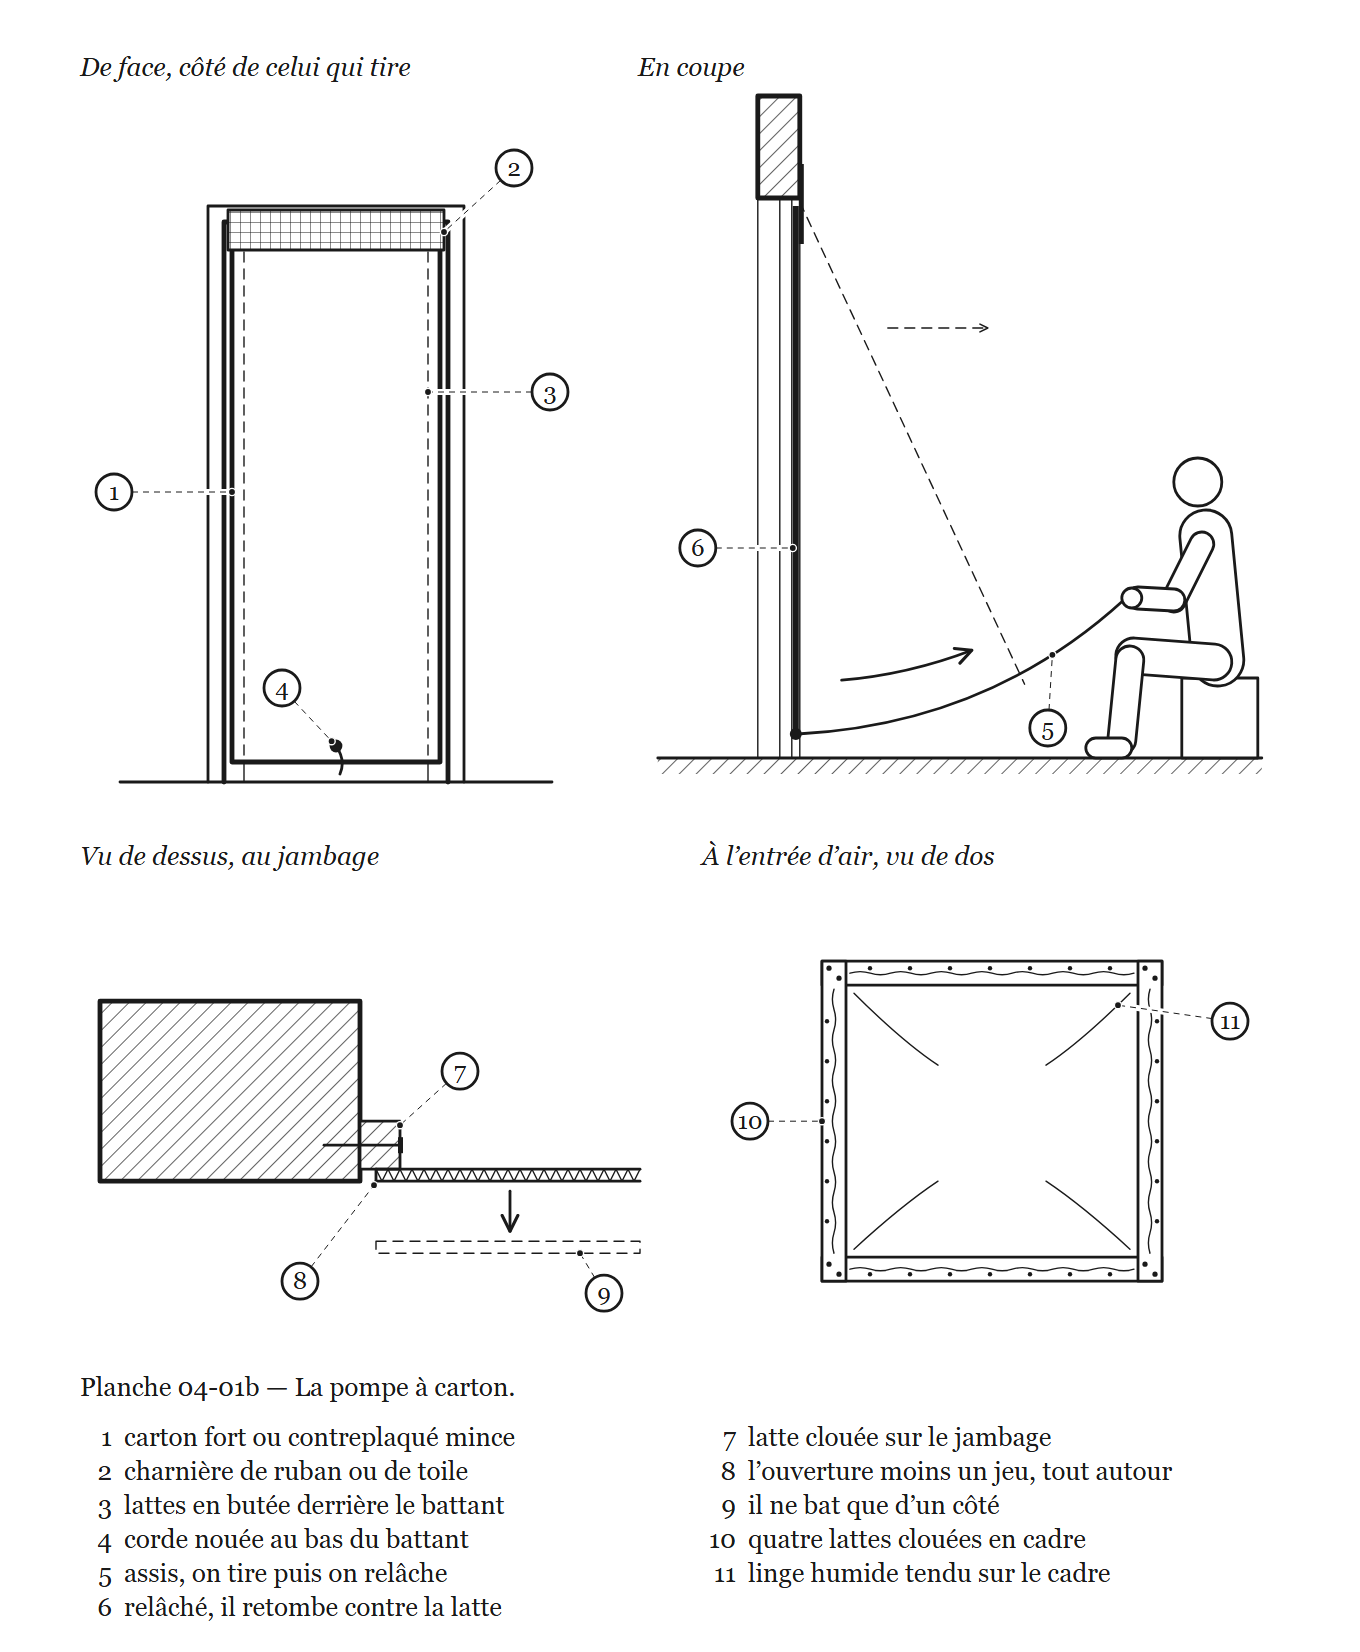 De face, côté de celui qui tire
En coupe
2
3
1
6
4
5
Vu de dessus, au jambage
À l’entrée d’air, vu de dos
7
8
9
11
10
Planche 04-01b — La pompe à carton.
1 carton fort ou contreplaqué mince
2 charnière de ruban ou de toile
3 lattes en butée derrière le battant
4 corde nouée au bas du battant
5 assis, on tire puis on relâche
6 relâché, il retombe contre la latte
7 latte clouée sur le jambage
8 l’ouverture moins un jeu, tout autour
9 il ne bat que d’un côté
10 quatre lattes clouées en cadre
11 linge humide tendu sur le cadre